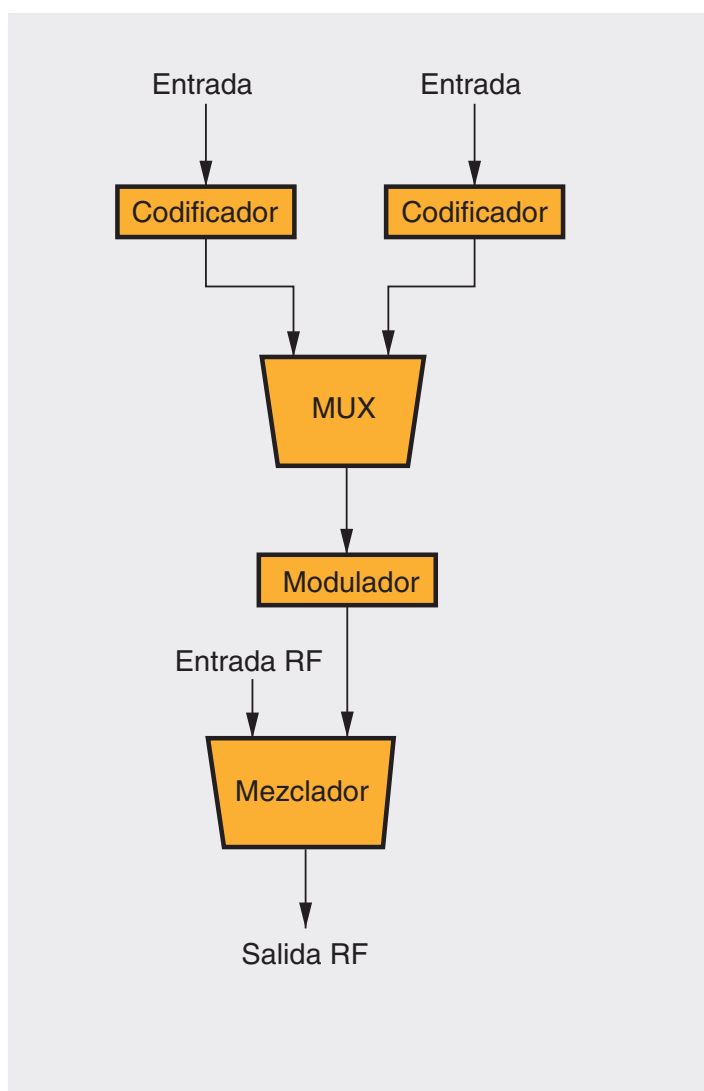 Entrada
Entrada
Codificador
Codificador
MUX
Modulador
Entrada RF
Mezclador
Salida RF